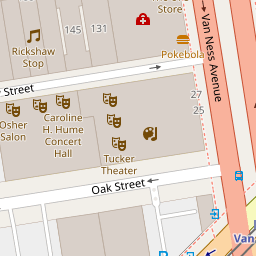 Store
145
131
Rickshaw
Stop
Pokebola
Van Ness Avenue
Street
27
25
Osher
Salon
Caroline
H. Hume
Concert
Hall
Tucker
Theater
Oak Street